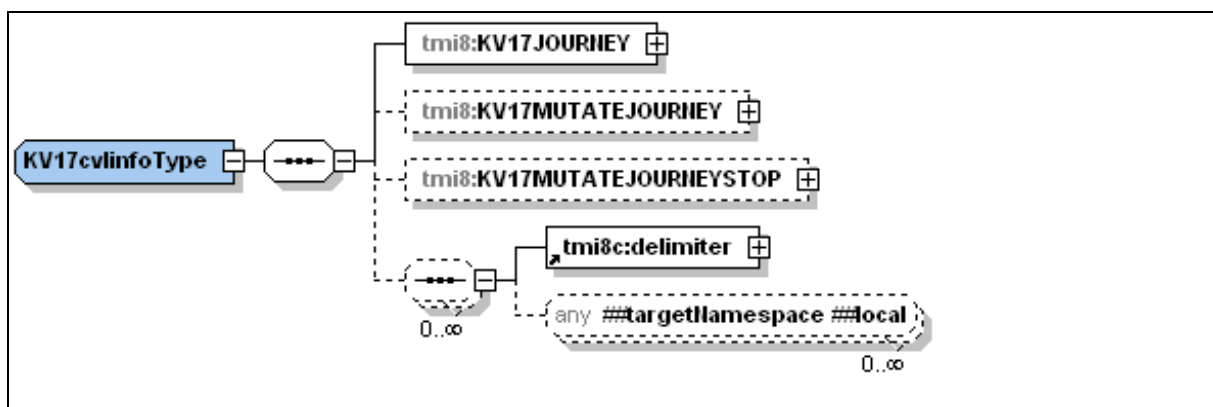 tmi8:KV17JOURNEY
tmi8:KV17MUTATEJOURNEY
KV17cvlinfoType
tmi8:KV17MUTATEJOURNEYSTOP
tmi8c:delimiter
any ##targetNamespace ##local
0..∞
0..∞